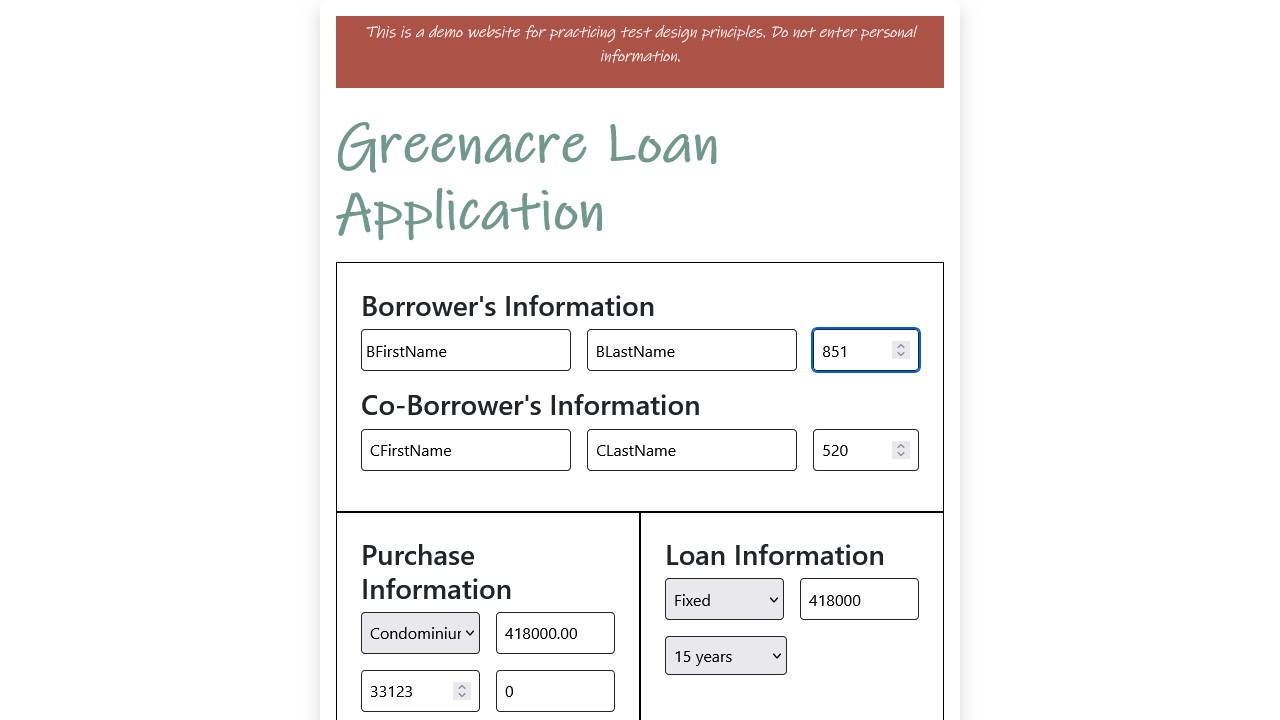 This is a demo website for practicing test design principles. Do not enter personal
information.
Greenacre Loan
Application
Borrower's Information
BFirstName BLastName 851
Co-Borrower's Information
CFirstName CLastName 520
Purchase
Information
Condominiur 418000.00
33123 0
Loan Information
Fixed 418000
15 years